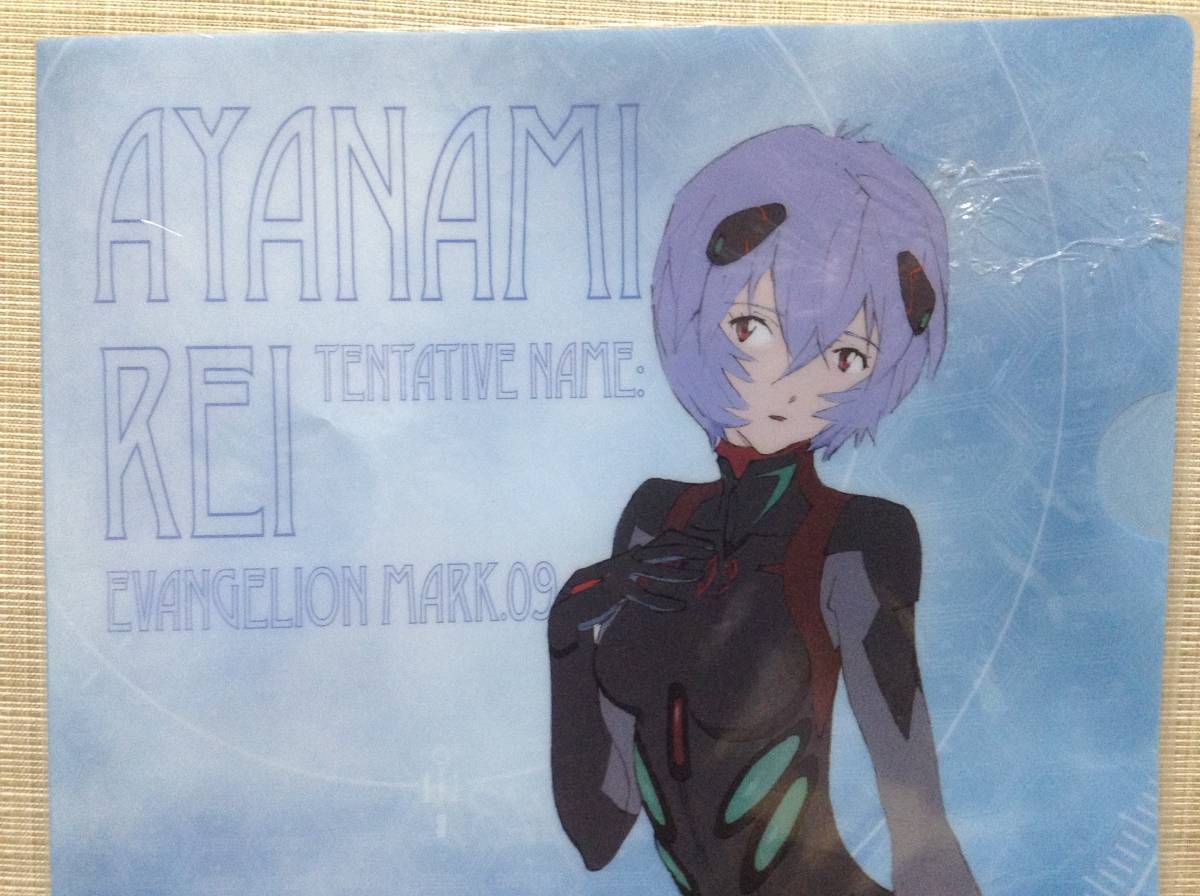 AYANAMI
REI TENTATIVE NAME:
EVANGELION MARK.09